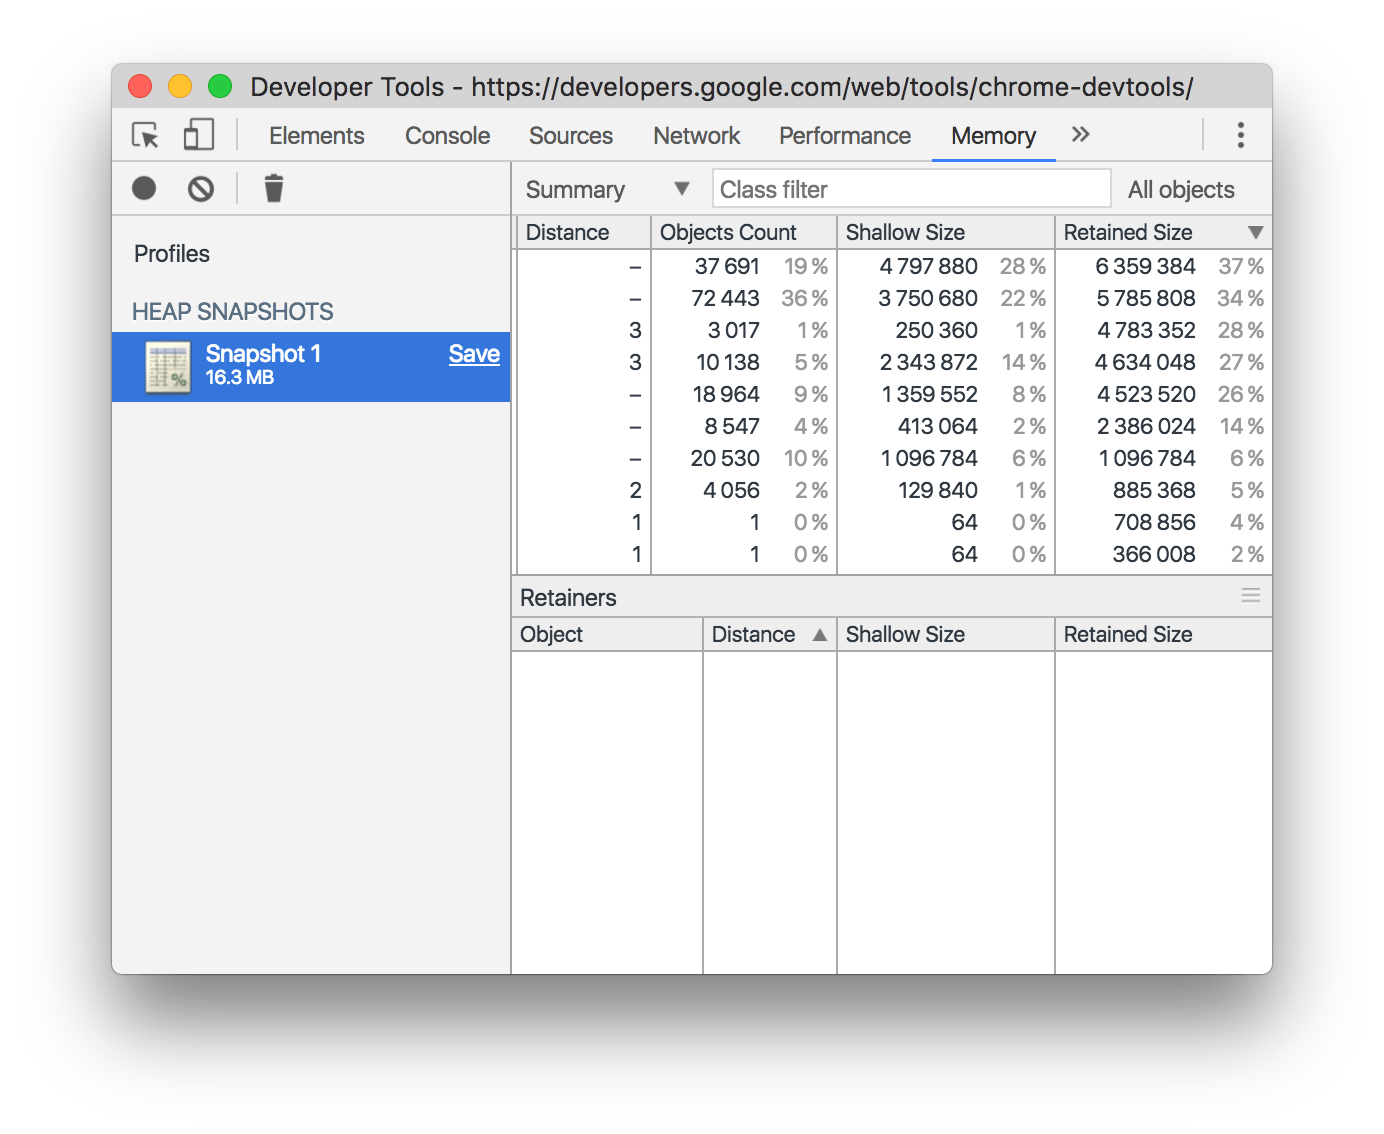 Developer Tools - https://developers.google.com/web/tools/chrome-devtools/
Elements Console Sources Network Performance Memory »
Summary ▼ Class filter All objects
Profiles
HEAP SNAPSHOTS
Snapshot 1 Save
16.3 MB
Distance Objects Count Shallow Size Retained Size ▼
– 37 691 19 % 4 797 880 28 % 6 359 384 37 %
– 72 443 36 % 3 750 680 22 % 5 785 808 34 %
3 3 017 1 % 250 360 1 % 4 783 352 28 %
3 10 138 5 % 2 343 872 14 % 4 634 048 27 %
– 18 964 9 % 1 359 552 8 % 4 523 520 26 %
– 8 547 4 % 413 064 2 % 2 386 024 14 %
– 20 530 10 % 1 096 784 6 % 1 096 784 6 %
2 4 056 2 % 129 840 1 % 885 368 5 %
1 1 0 % 64 0 % 708 856 4 %
1 1 0 % 64 0 % 366 008 2 %
Retainers
Object Distance ▲ Shallow Size Retained Size